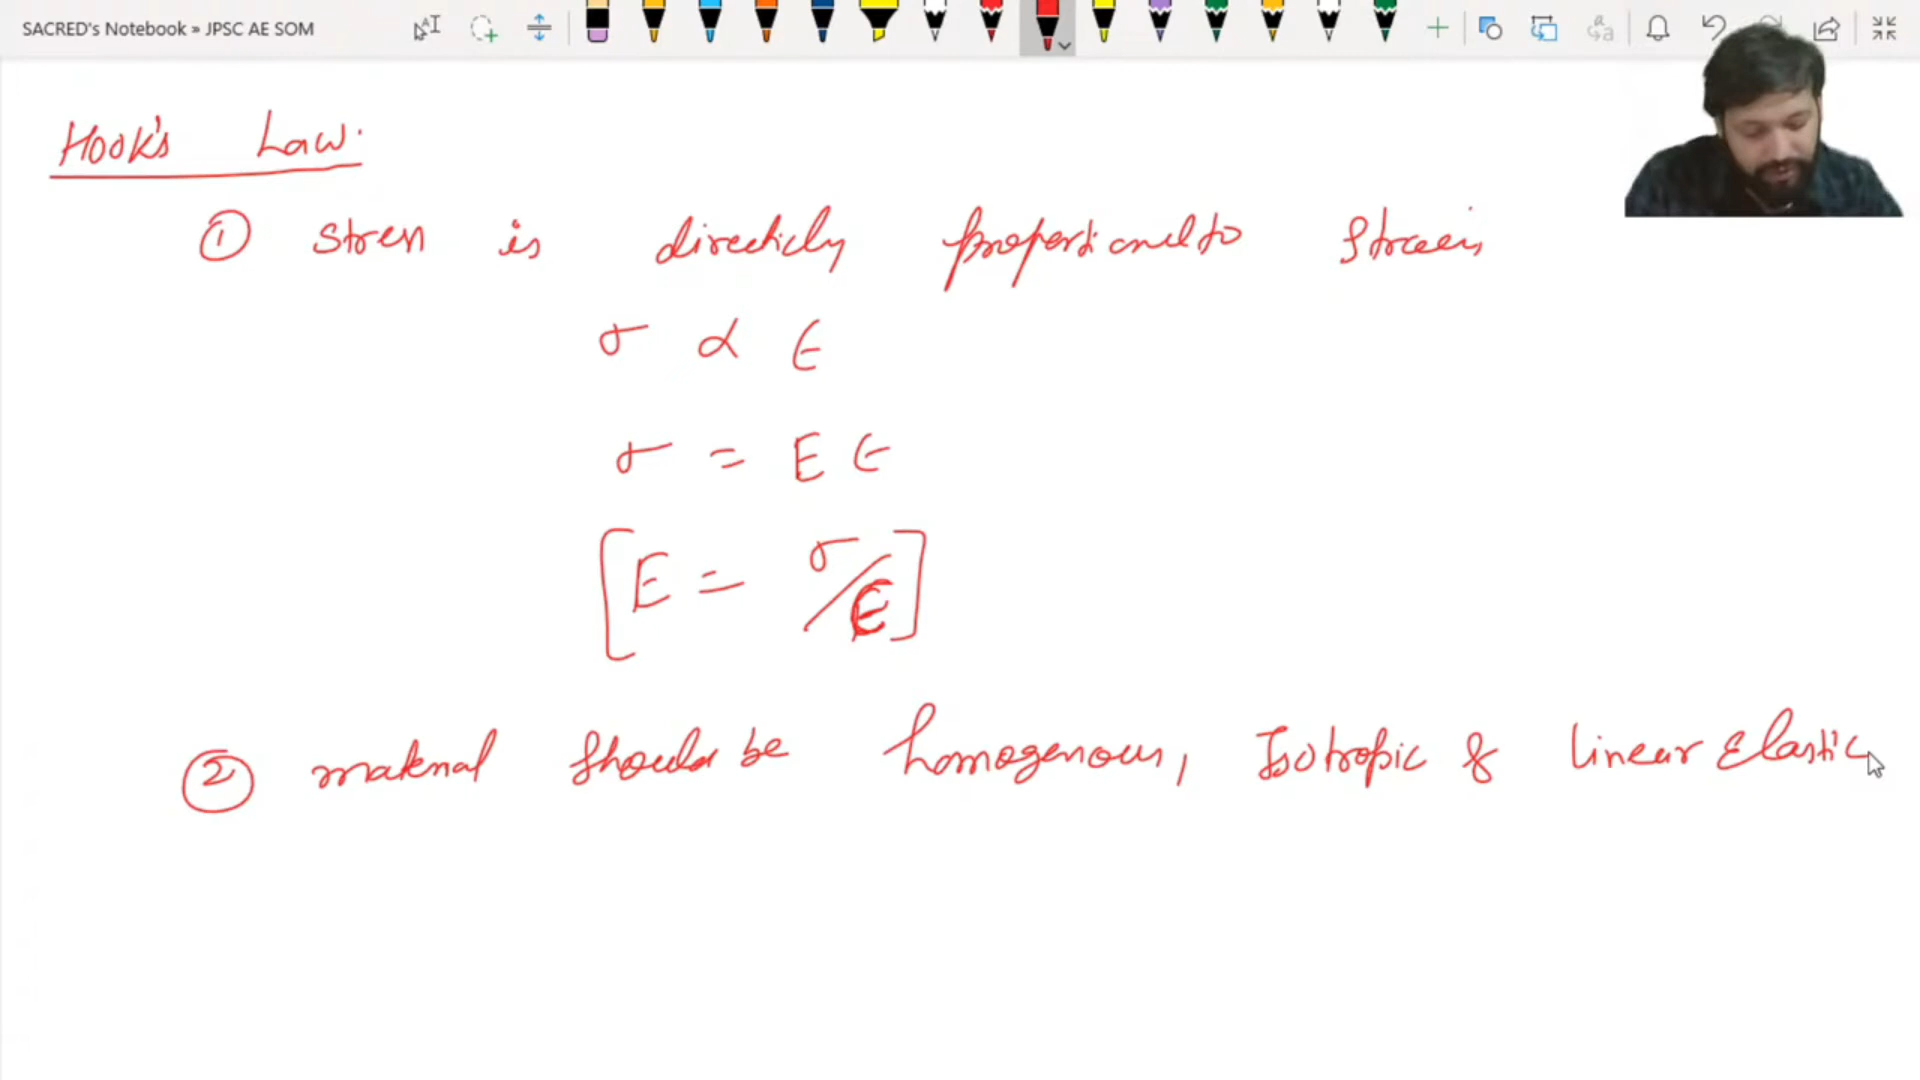 SACRED's Notebook » JPSC AE SOM
Hook's Law.
① stress is directicly proportional to strain
σ α ϵ
σ = E ϵ
[E = σ/ϵ]
② material should be homogenous, Isotropic & linear Elastic